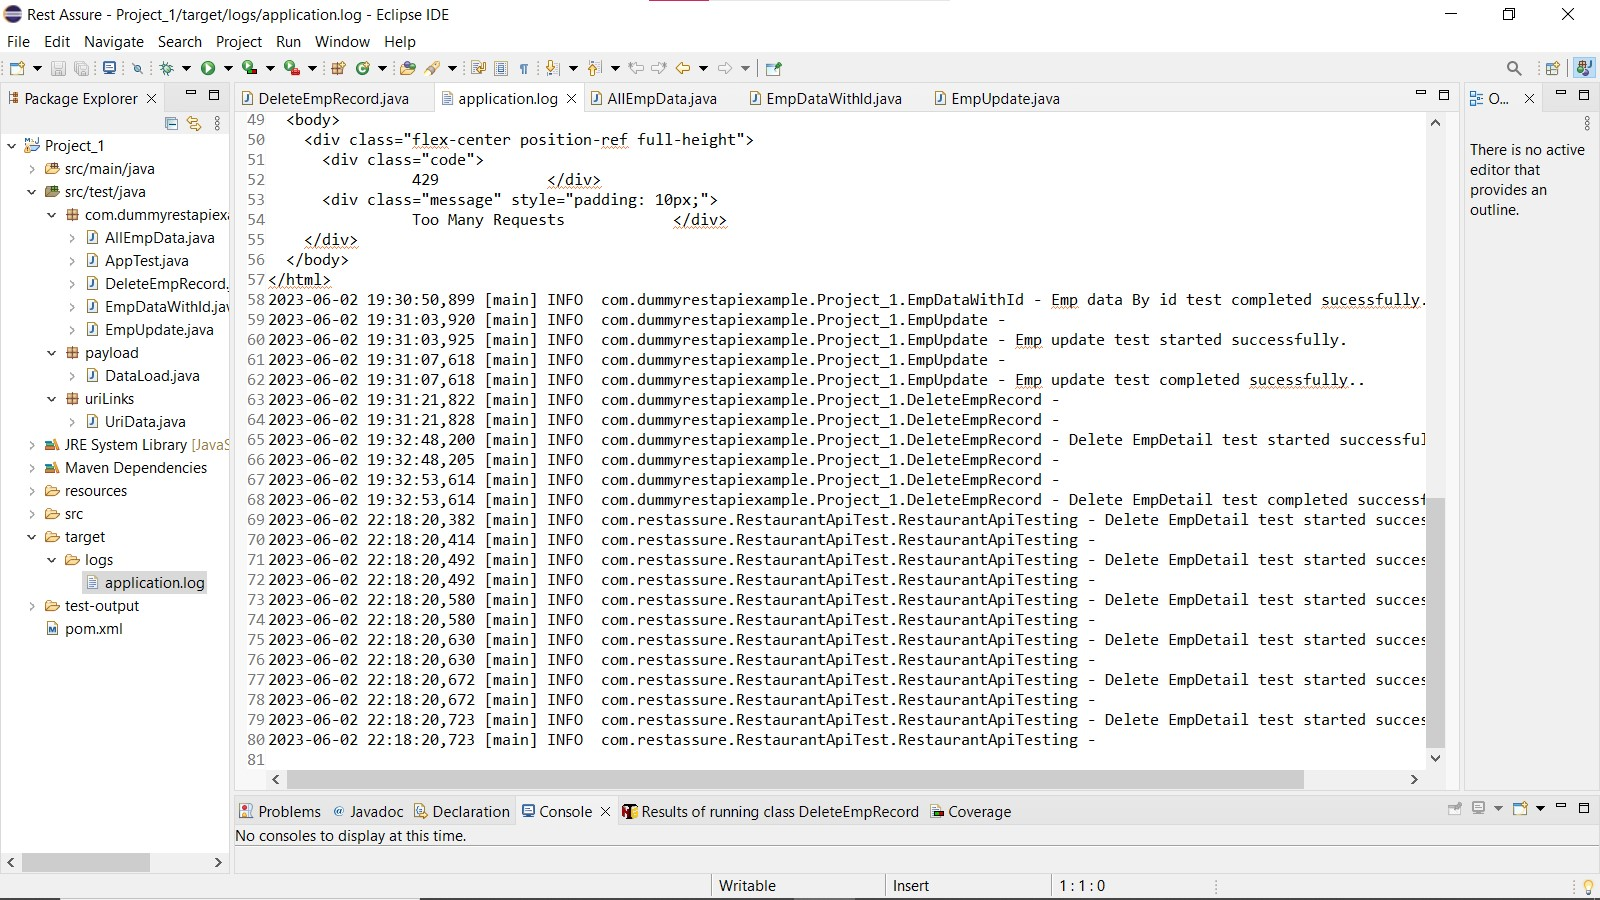 Rest Assure - Project_1/target/logs/application.log - Eclipse IDE
File Edit Navigate Search Project Run Window Help
Package Explorer
Project_1
src/main/java
src/test/java
com.dummyrestapiexa
AllEmpData.java
AppTest.java
DeleteEmpRecord.
EmpDataWithId.jav
EmpUpdate.java
payload
DataLoad.java
uriLinks
UriData.java
JRE System Library [JavaS
Maven Dependencies
resources
src
target
logs
application.log
test-output
pom.xml
DeleteEmpRecord.java application.log AllEmpData.java EmpDataWithId.java EmpUpdate.java
49 <body>
50 <div class="flex-center position-ref full-height">
51 <div class="code">
52 429 </div>
53 <div class="message" style="padding: 10px;">
54 Too Many Requests </div>
55 </div>
56 </body>
57 </html>
58 2023-06-02 19:30:50,899 [main] INFO com.dummyrestapiexample.Project_1.EmpDataWithId - Emp data By id test completed sucessfully.
59 2023-06-02 19:31:03,920 [main] INFO com.dummyrestapiexample.Project_1.EmpUpdate -
60 2023-06-02 19:31:03,925 [main] INFO com.dummyrestapiexample.Project_1.EmpUpdate - Emp update test started successfully.
61 2023-06-02 19:31:07,618 [main] INFO com.dummyrestapiexample.Project_1.EmpUpdate -
62 2023-06-02 19:31:07,618 [main] INFO com.dummyrestapiexample.Project_1.EmpUpdate - Emp update test completed sucessfully..
63 2023-06-02 19:31:21,822 [main] INFO com.dummyrestapiexample.Project_1.DeleteEmpRecord -
64 2023-06-02 19:31:21,828 [main] INFO com.dummyrestapiexample.Project_1.DeleteEmpRecord -
65 2023-06-02 19:32:48,200 [main] INFO com.dummyrestapiexample.Project_1.DeleteEmpRecord - Delete EmpDetail test started successful
66 2023-06-02 19:32:48,205 [main] INFO com.dummyrestapiexample.Project_1.DeleteEmpRecord -
67 2023-06-02 19:32:53,614 [main] INFO com.dummyrestapiexample.Project_1.DeleteEmpRecord -
68 2023-06-02 19:32:53,614 [main] INFO com.dummyrestapiexample.Project_1.DeleteEmpRecord - Delete EmpDetail test completed successf
69 2023-06-02 22:18:20,382 [main] INFO com.restassure.RestaurantApiTest.RestaurantApiTesting - Delete EmpDetail test started succes
70 2023-06-02 22:18:20,414 [main] INFO com.restassure.RestaurantApiTest.RestaurantApiTesting -
71 2023-06-02 22:18:20,492 [main] INFO com.restassure.RestaurantApiTest.RestaurantApiTesting - Delete EmpDetail test started succes
72 2023-06-02 22:18:20,492 [main] INFO com.restassure.RestaurantApiTest.RestaurantApiTesting -
73 2023-06-02 22:18:20,580 [main] INFO com.restassure.RestaurantApiTest.RestaurantApiTesting - Delete EmpDetail test started succes
74 2023-06-02 22:18:20,580 [main] INFO com.restassure.RestaurantApiTest.RestaurantApiTesting -
75 2023-06-02 22:18:20,630 [main] INFO com.restassure.RestaurantApiTest.RestaurantApiTesting - Delete EmpDetail test started succes
76 2023-06-02 22:18:20,630 [main] INFO com.restassure.RestaurantApiTest.RestaurantApiTesting -
77 2023-06-02 22:18:20,672 [main] INFO com.restassure.RestaurantApiTest.RestaurantApiTesting - Delete EmpDetail test started succes
78 2023-06-02 22:18:20,672 [main] INFO com.restassure.RestaurantApiTest.RestaurantApiTesting -
79 2023-06-02 22:18:20,723 [main] INFO com.restassure.RestaurantApiTest.RestaurantApiTesting - Delete EmpDetail test started succes
80 2023-06-02 22:18:20,723 [main] INFO com.restassure.RestaurantApiTest.RestaurantApiTesting -
81
O...
There is no active
editor that
provides an
outline.
Problems @ Javadoc Declaration Console Results of running class DeleteEmpRecord Coverage
No consoles to display at this time.
Writable Insert 1 : 1 : 0